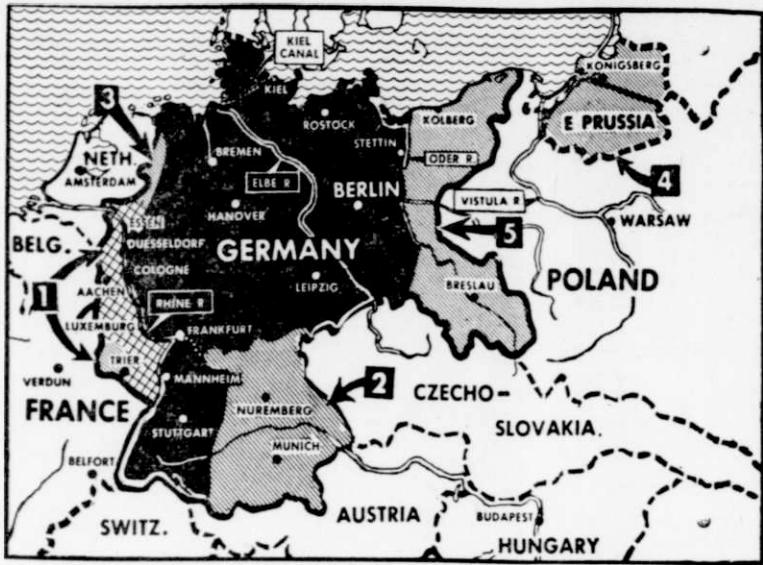 KIEL
CANAL
KONIGSBERG
3
KIEL
ROSTOCK
KOLBERG
E PRUSSIA
NETH.
BREMEN
STETTIN
ODER R.
AMSTERDAM
ELBE R
BERLIN
4
VISTULA R
HANOVER
WARSAW
ESSEN
BELG.
DUESSELDORF
GERMANY
5
POLAND
COLOGNE
LEIPZIG
BRESLAU
1
AACHEN
RHINE R
LUXEMBURG
FRANKFURT
TRIER
VERDUN
MANNHEIM
2
CZECHO-
SLOVAKIA.
FRANCE
NUREMBERG
STUTTGART
MUNICH
BELFORT
SWITZ.
AUSTRIA
BUDAPEST
HUNGARY